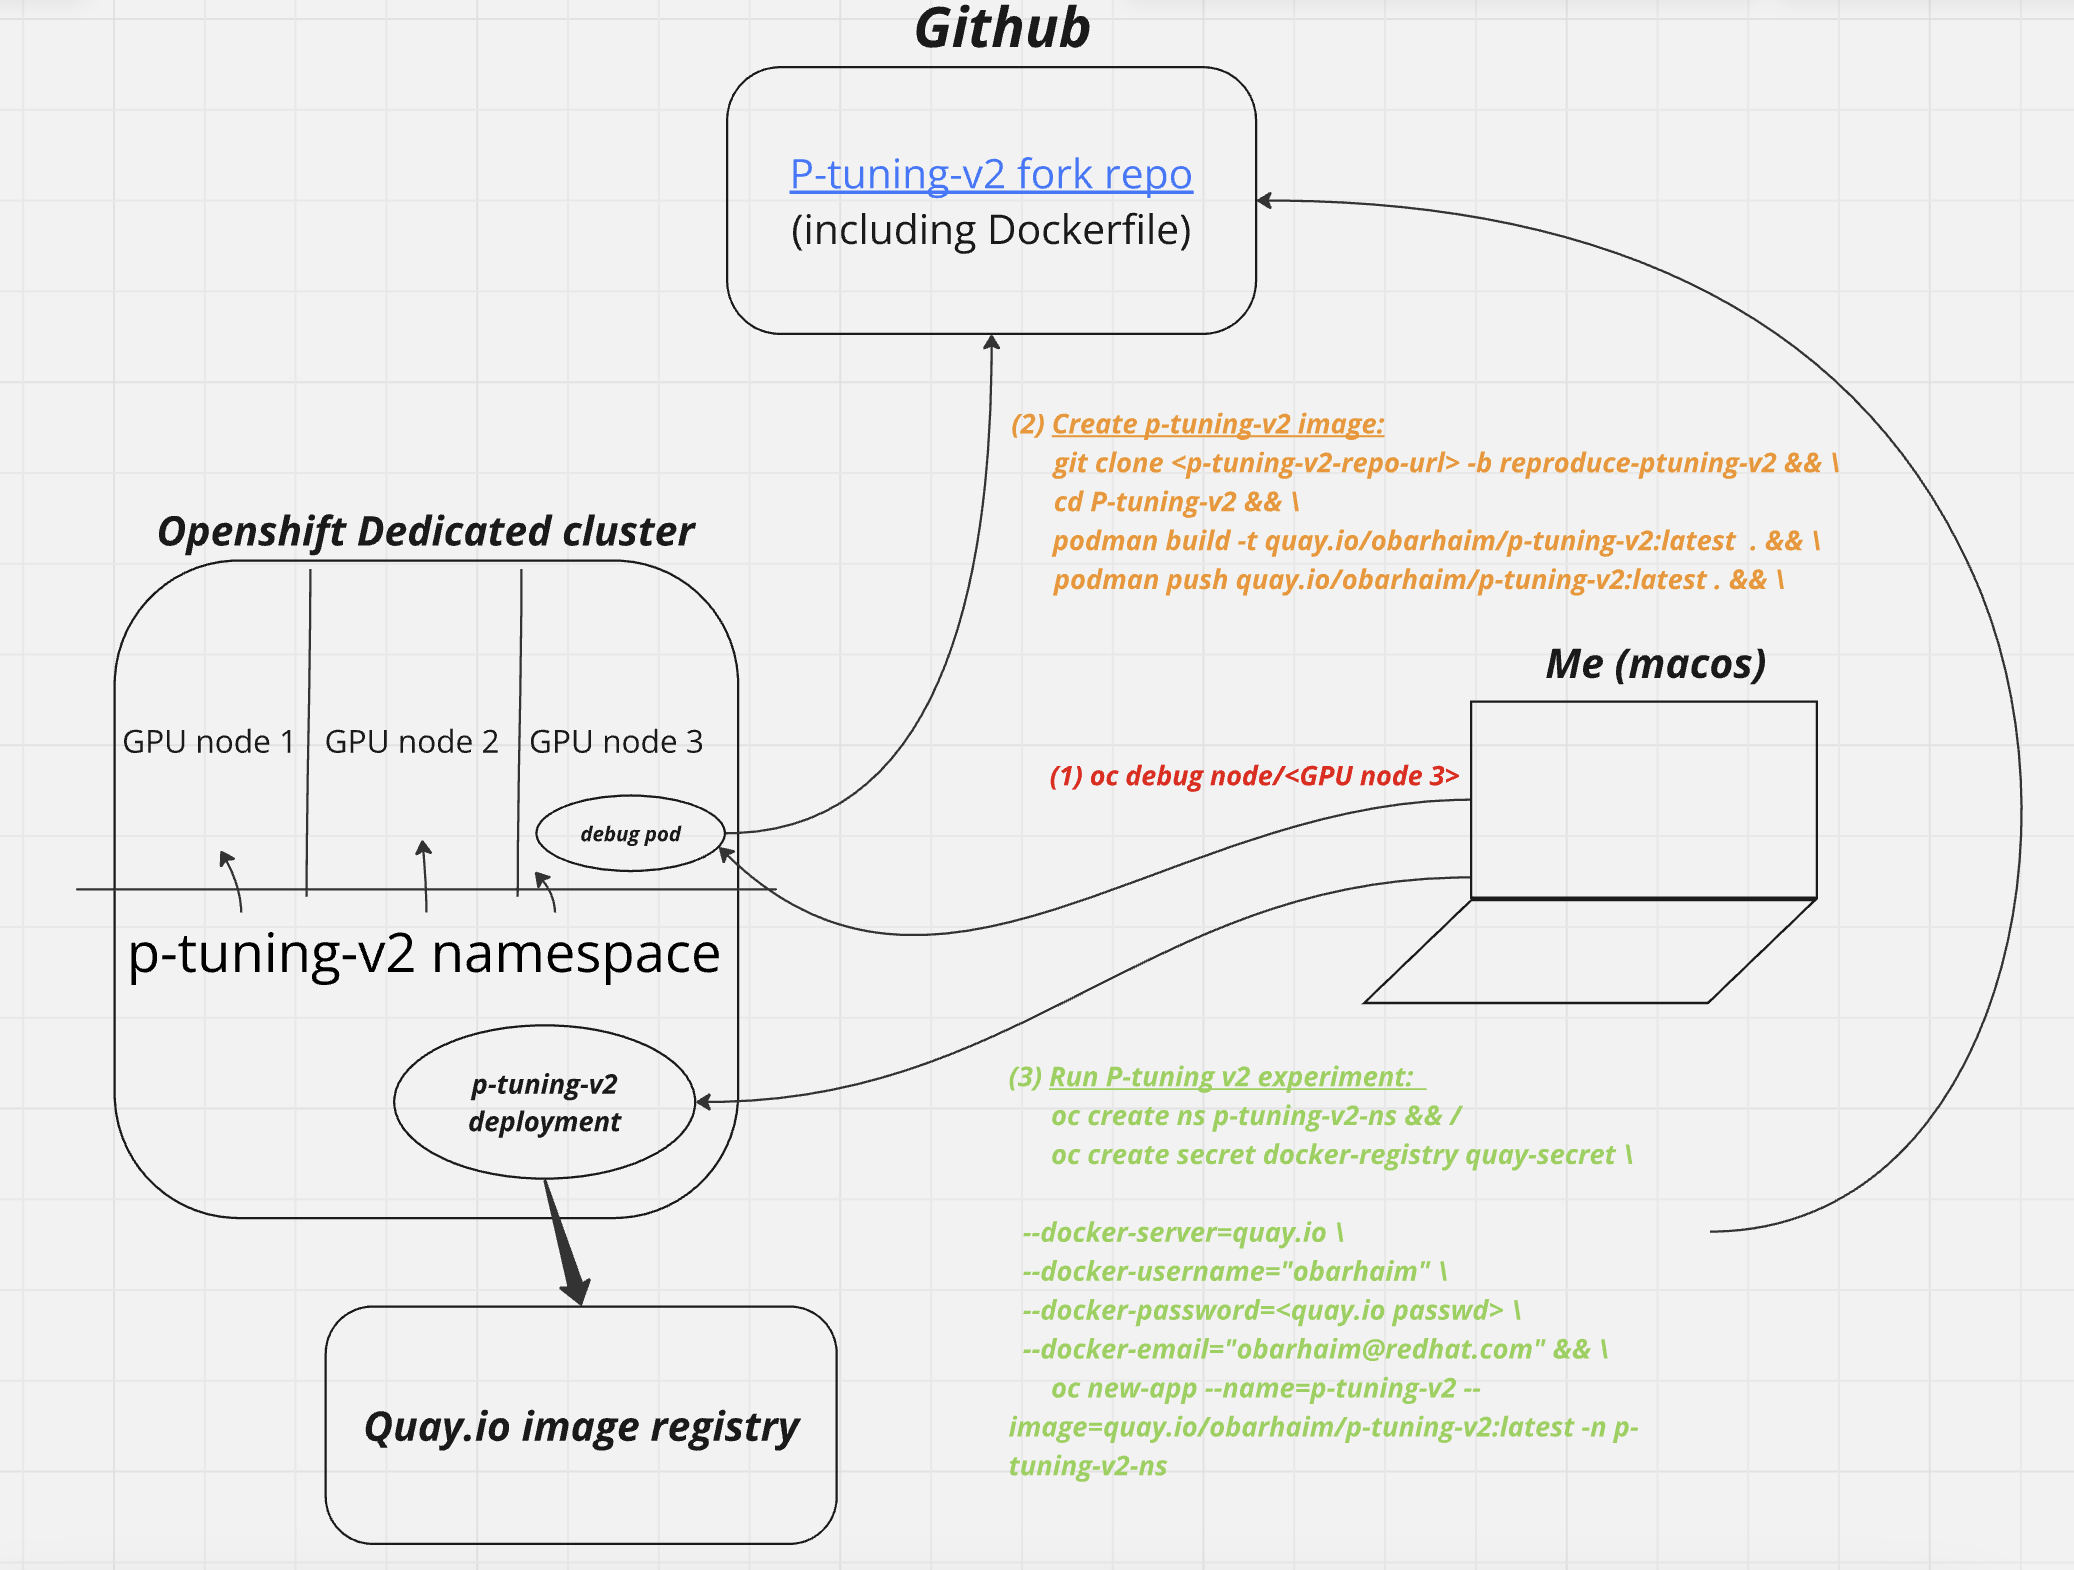 Github
P-tuning-v2 fork repo
(including Dockerfile)
(2) Create p-tuning-v2 image:
git clone <p-tuning-v2-repo-url> -b reproduce-ptuning-v2 && \
cd P-tuning-v2 && \
podman build -t quay.io/obarhaim/p-tuning-v2:latest . && \
podman push quay.io/obarhaim/p-tuning-v2:latest . && \
Openshift Dedicated cluster
GPU node 1
GPU node 2
GPU node 3
debug pod
p-tuning-v2 namespace
p-tuning-v2
deployment
Me (macos)
(1) oc debug node/<GPU node 3>
(3) Run P-tuning v2 experiment:
oc create ns p-tuning-v2-ns && /
oc create secret docker-registry quay-secret \
--docker-server=quay.io \
--docker-username="obarhaim" \
--docker-password=<quay.io passwd> \
--docker-email="obarhaim@redhat.com" && \
oc new-app --name=p-tuning-v2 --
image=quay.io/obarhaim/p-tuning-v2:latest -n p-
tuning-v2-ns
Quay.io image registry